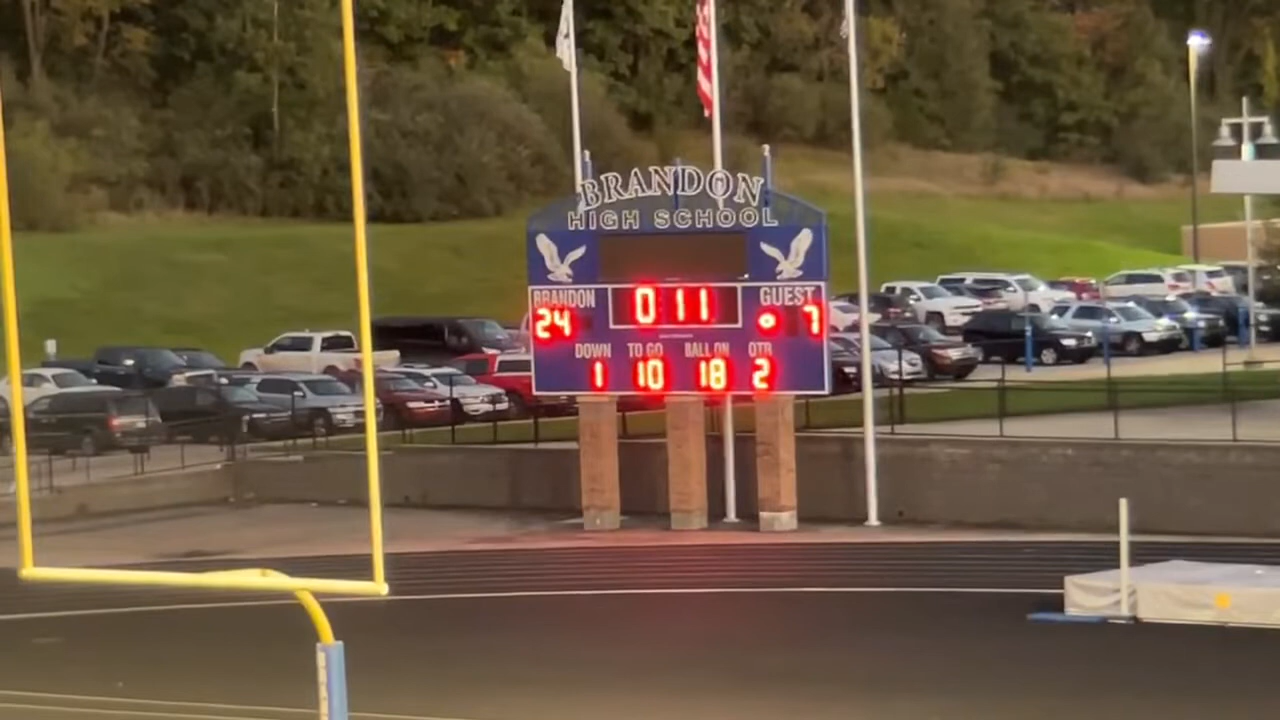 BRANDON
HIGH SCHOOL
BRANDON 0 11 GUEST
24 7
DOWN TO GO BALL ON QTR
1 10 18 2